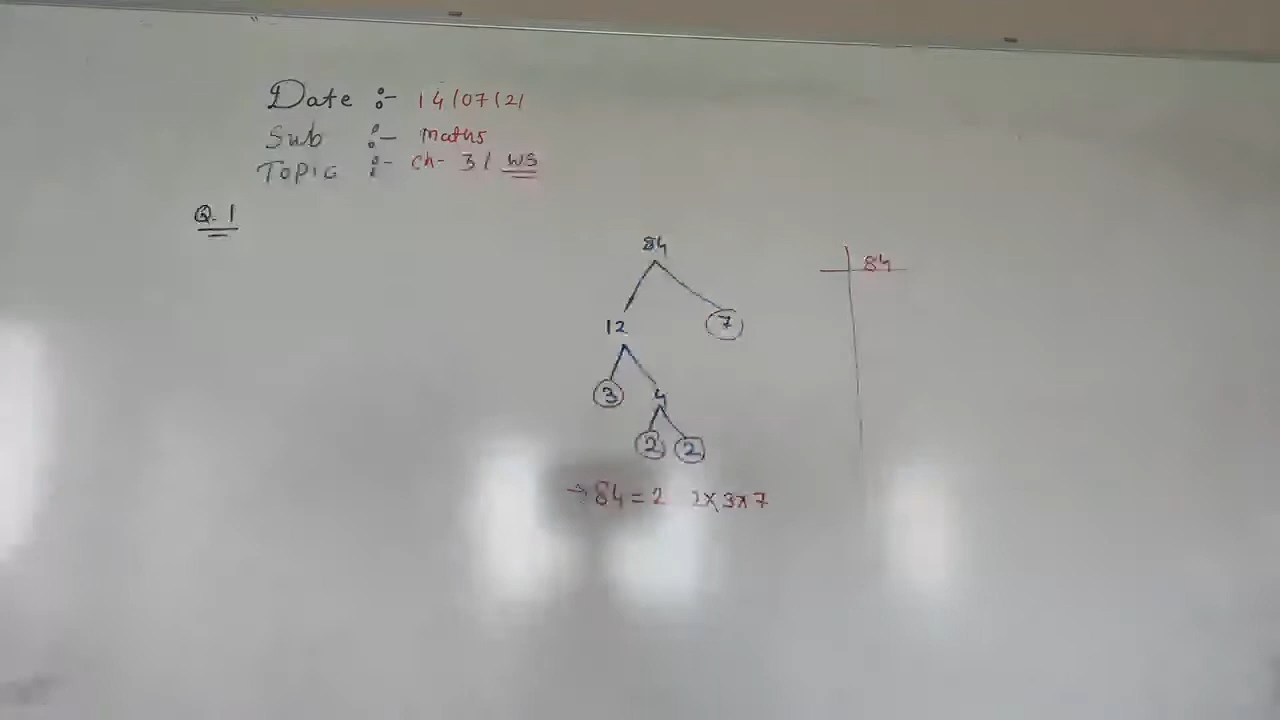 Date :- 14/07/21
Sub :- Maths
Topic :- Ch- 3 / WS
Q. 1
84
84
12 7
3 4
2 2
→ 84 = 2 2×3×7